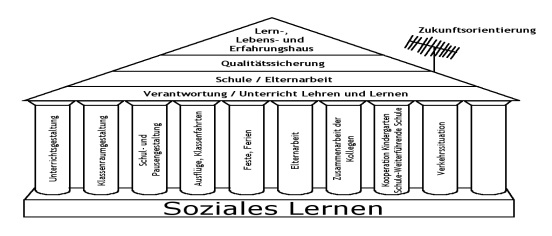 Zukunftsorientierung
Lern-,
Lebens- und
Erfahrungshaus
Qualitätssicherung
Schule / Elternarbeit
Verantwortung / Unterricht Lehren und Lernen
Unterrichtsgestaltung
Klassenraumgestaltung
Schul- und
Pausengestaltung
Ausflüge, Klassenfahrten
Feste, Ferien
Elternarbeit
Zusammenarbeit der
Kollegen
Kooperation Kindergarten
Schule-Weiterführende Schule
Verkehrssituation
Soziales Lernen